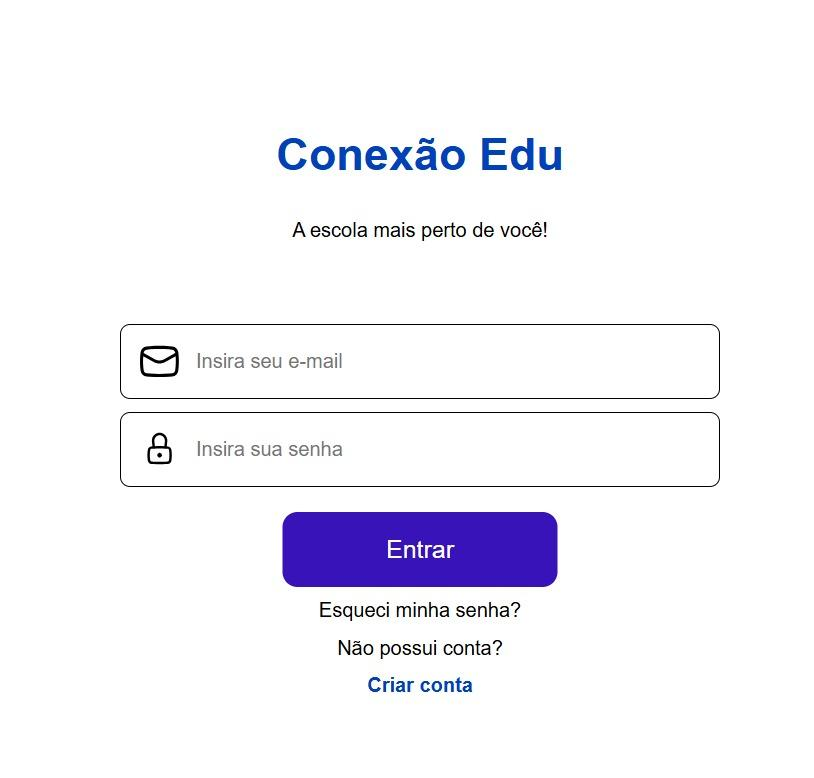 Conexão Edu
A escola mais perto de você!
Insira seu e-mail
Insira sua senha
Entrar
Esqueci minha senha?
Não possui conta?
Criar conta